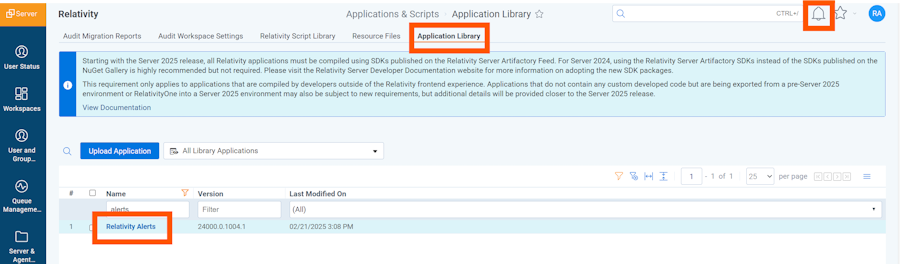 Server
Relativity
Applications & Scripts · Application Library
CTRL+/
RA
Audit Migration Reports
Audit Workspace Settings
Relativity Script Library
Resource Files
Application Library
User Status
Workspaces
User and
Group...
Queue
Manageme...
Server &
Agent...
Starting with the Server 2025 release, all Relativity applications must be compiled using SDKs published on the Relativity Server Artifactory Feed. For Server 2024, using the Relativity Server Artifactory SDKs instead of the SDKs published on the
NuGet Gallery is highly recommended but not required. Please visit the Relativity Server Developer Documentation website for more information on adopting the new SDK packages.
This requirement only applies to applications that are compiled by developers outside of the Relativity frontend experience. Applications that do not contain any custom developed code but are being exported from a pre-Server 2025
environment or RelativityOne into a Server 2025 environment may also be subject to new requirements, but additional details will be provided closer to the Server 2025 release.
View Documentation
Upload Application
All Library Applications
1 - 1 of 1
25 per page
# Name Version Last Modified On
alerts Filter (All)
1 Relativity Alerts 24000.0.1004.1 02/21/2025 3:08 PM